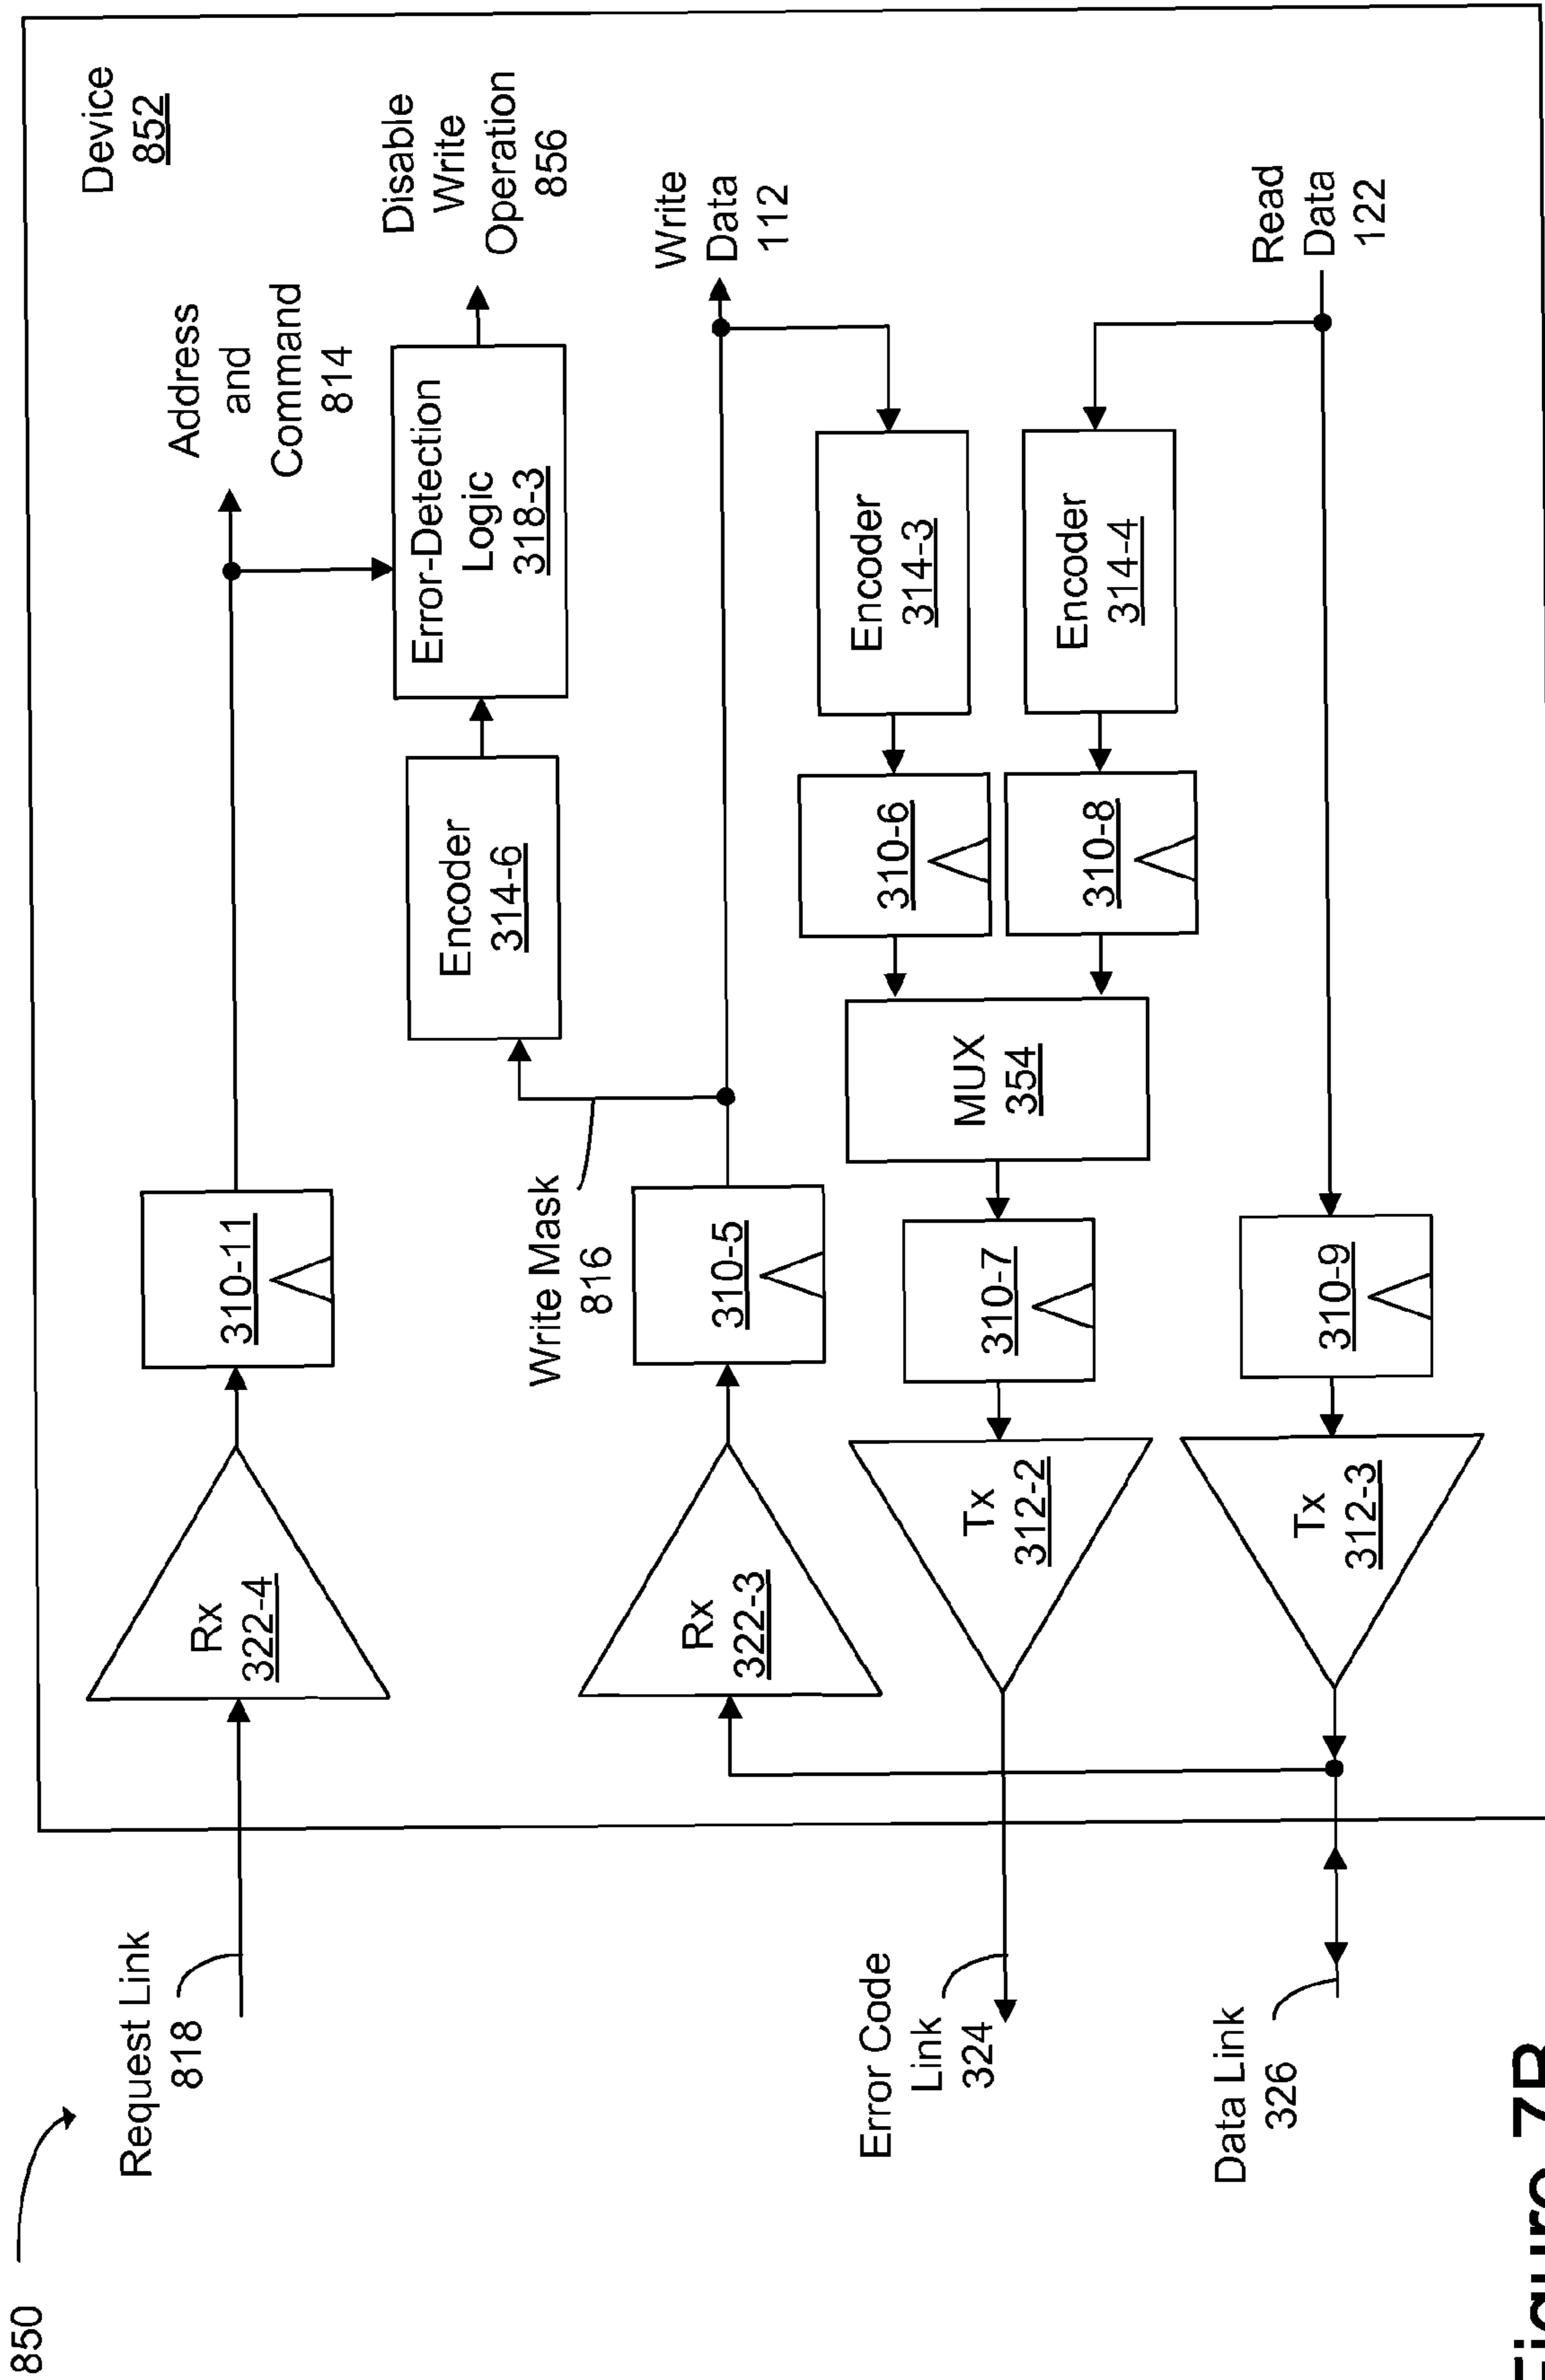 850
Device
852
Request Link
818
Rx
322-4
310-11
Address
and
Command
814
Encoder
314-6
Error-Detection
Logic
318-3
Disable
Write
Operation
856
Write Mask
816
Rx
322-3
310-5
Write
Data
112
Error Code
Link
324
Tx
312-2
310-7
MUX
354
310-6
Encoder
314-3
310-8
Encoder
314-4
Data Link
326
Tx
312-3
310-9
Read
Data
122
Figure 7B